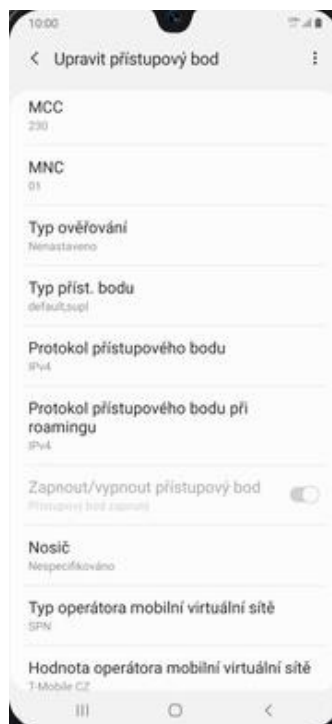 10:00
Upravit přístupový bod
MCC
230
MNC
01
Typ ověřování
Nenastaveno
Typ příst. bodu
default,supl
Protokol přístupového bodu
IPv4
Protokol přístupového bodu při
roamingu
IPv4
Zapnout/vypnout přístupový bod
Přístupový bod zapnutý
Nosič
Nespecifikováno
Typ operátora mobilní virtuální sítě
SPN
Hodnota operátora mobilní virtuální sítě
T-Mobile CZ